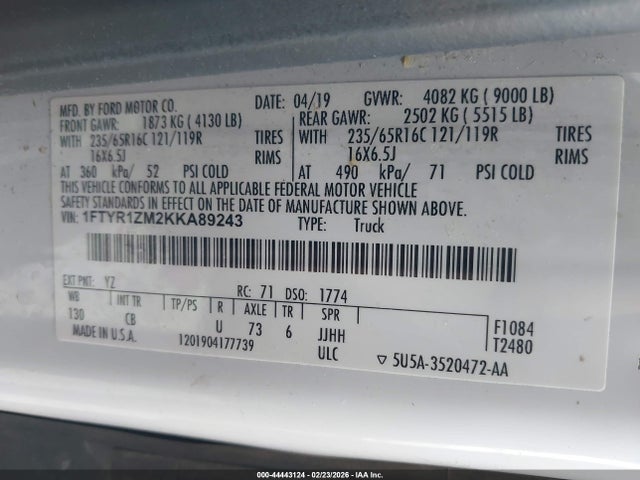 MFD. BY FORD MOTOR CO. DATE: 04/19 GVWR: 4082 KG ( 9000 LB)
FRONT GAWR: 1873 KG ( 4130 LB) REAR GAWR: 2502 KG ( 5515 LB)
WITH 235/65R16C 121/119R TIRES WITH 235/65R16C 121/119R TIRES
16X6.5J RIMS 16X6.5J RIMS
AT 360 kPa/ 52 PSI COLD AT 490 kPa/ 71 PSI COLD
THIS VEHICLE CONFORMS TO ALL APPLICABLE FEDERAL MOTOR VEHICLE
SAFETY STANDARDS IN EFFECT ON THE DATE OF MANUFACTURE SHOWN ABOVE.
VIN: 1FTYR1ZM2KKA89243 TYPE: Truck
EXT PNT: YZ RC: 71 DSO: 1774
WB INT TR TP/PS R AXLE TR SPR
130 CB U 73 6 JJHH F1084
MADE IN U.S.A. 1201904177739 ULC T2480
▽ 5U5A-3520472-AA
000-44443124 - 02/23/2026 - IAA Inc.